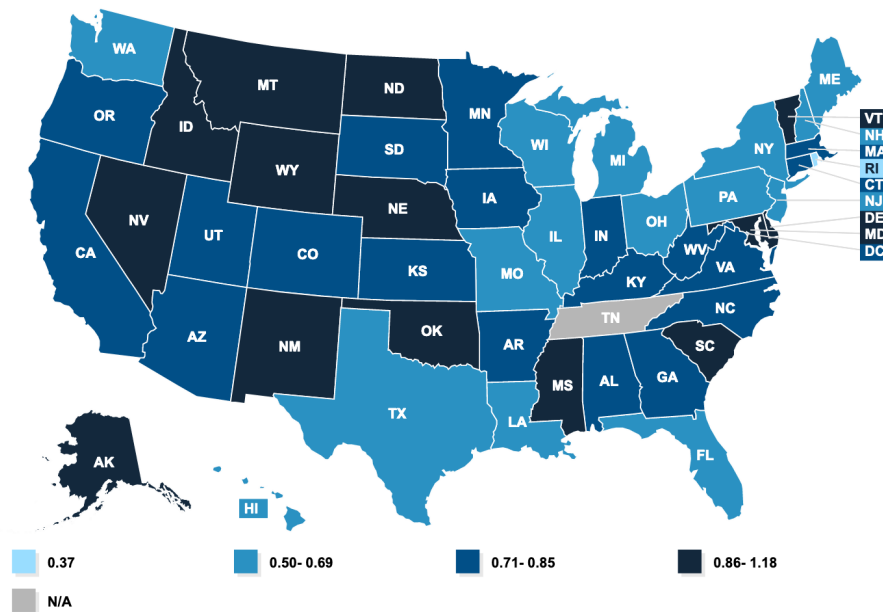 WA
ME
MT
ND
VT
OR
MN
NH
ID
MA
SD
WI
NY
RI
WY
MI
CT
PA
NJ
IA
NE
DE
NV
OH
MD
IL
IN
UT
DC
CA
CO
WV
KS
VA
MO
KY
NC
TN
AZ
OK
NM
AR
SC
MS
AL
GA
TX
LA
FL
AK
HI
0.37
0.50- 0.69
0.71- 0.85
0.86- 1.18
N/A